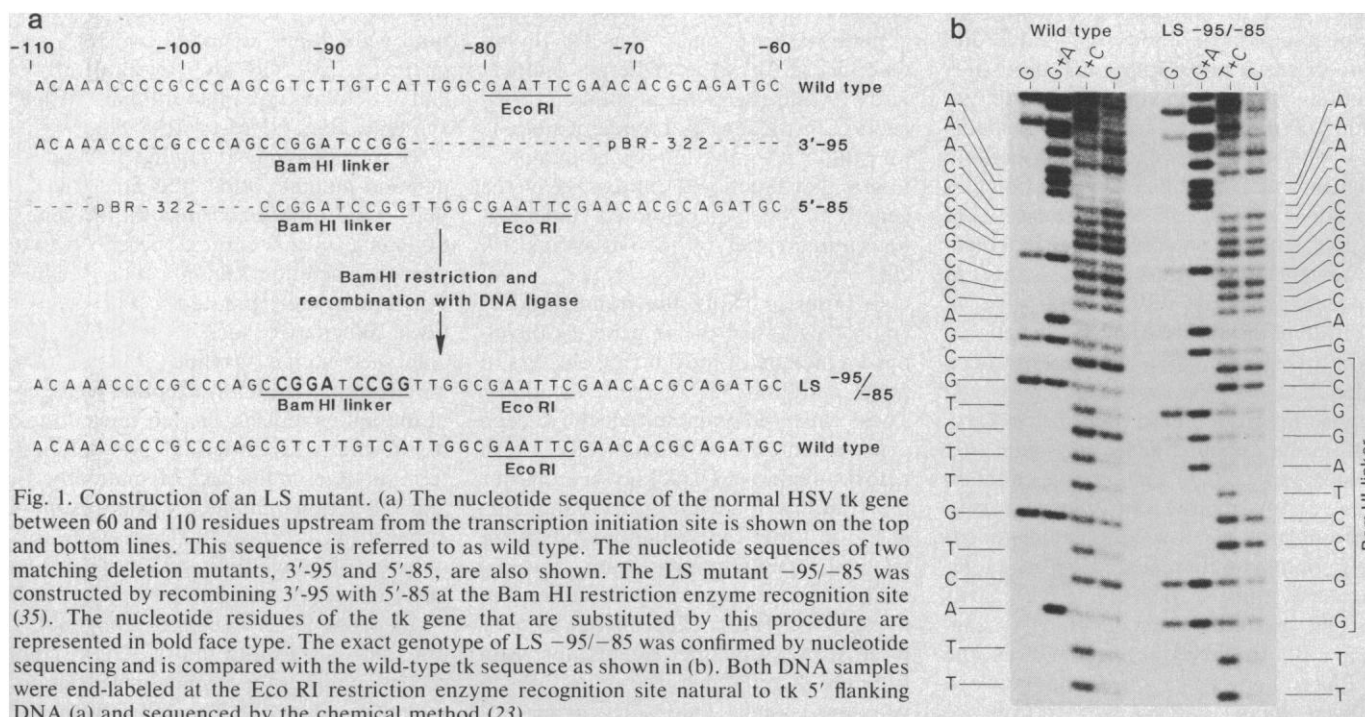 a
-110 -100 -90 -80 -70 -60
ACAAACCCCGCCCAGCGTCTTGTCATTGGCGAATTCGAACACGCAGATGC Wild type
Eco RI
ACAAACCCCGCCCAGCCGGATCCGG- - - - - - - - - - - - - pBR-322 - - - - - 3'-95
Bam HI linker
- - - - pBR-322 - - - - CCGGATCCGGTTGGCGAATTCGAACACGCAGATGC 5'-85
Bam HI linker Eco RI
Bam HI restriction and
recombination with DNA ligase
ACAAACCCCGCCCAGCCGGATCCGGTTGGCGAATTCGAACACGCAGATGC LS -95/-85
Bam HI linker Eco RI
ACAAACCCCGCCCAGCGTCTTGTCATTGGCGAATTCGAACACGCAGATGC Wild type
Eco RI
Fig. 1. Construction of an LS mutant. (a) The nucleotide sequence of the normal HSV tk gene
between 60 and 110 residues upstream from the transcription initiation site is shown on the top
and bottom lines. This sequence is referred to as wild type. The nucleotide sequences of two
matching deletion mutants, 3'-95 and 5'-85, are also shown. The LS mutant −95/−85 was
constructed by recombining 3'-95 with 5'-85 at the Bam HI restriction enzyme recognition site
(35). The nucleotide residues of the tk gene that are substituted by this procedure are
represented in bold face type. The exact genotype of LS −95/−85 was confirmed by nucleotide
sequencing and is compared with the wild-type tk sequence as shown in (b). Both DNA samples
were end-labeled at the Eco RI restriction enzyme recognition site natural to tk 5' flanking
DNA (a) and sequenced by the chemical method (23).
b
Wild type LS -95/-85
G G+A T+C C G G+A T+C C
A
A
A
C
C
C
C
G
C
C
C
A
G
C
G
T
C
T
T
G
T
C
A
T
T
A
A
A
C
C
C
C
G
C
C
C
A
G
C
C
G
G
A
T
C
C
G
G
T
T
Bam HI linker